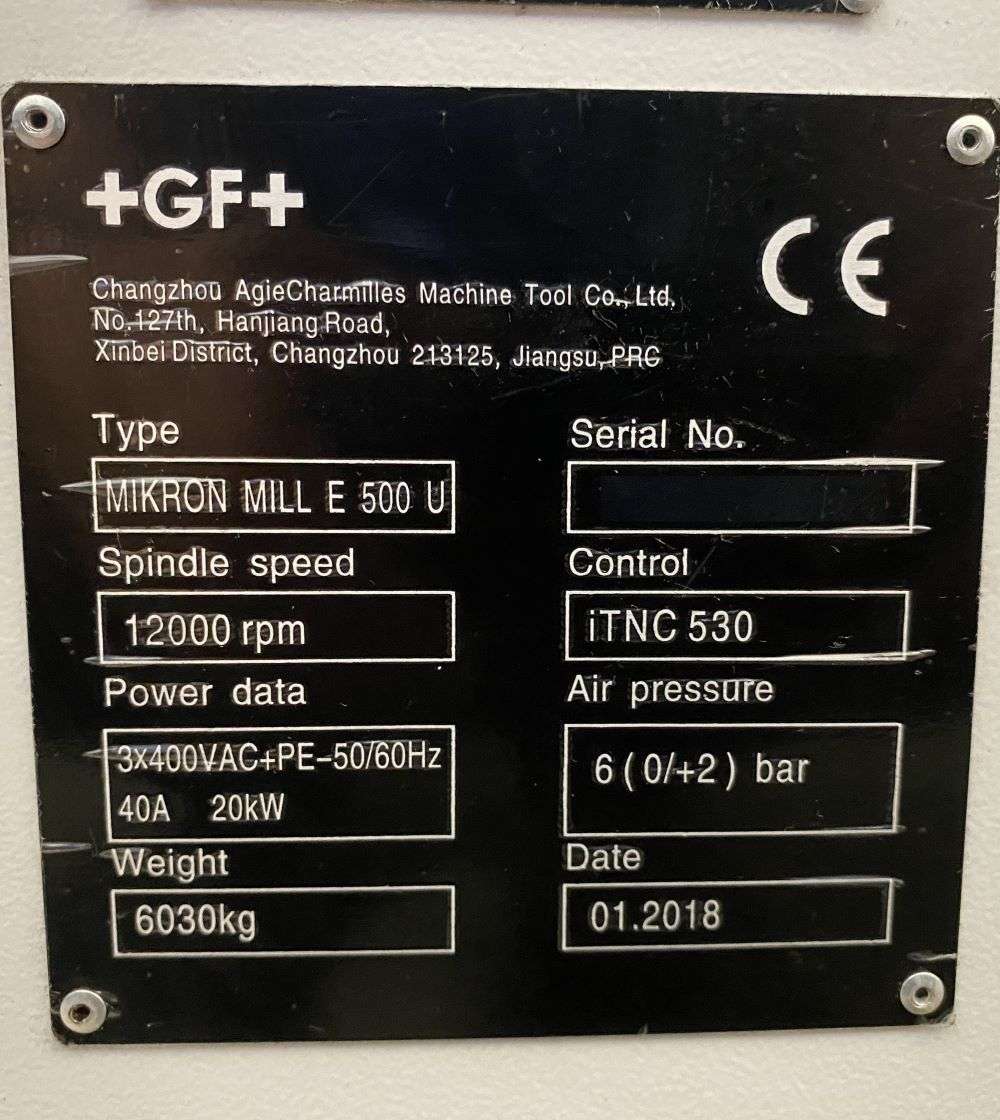 +GF+
CE
Changzhou AgieCharmilles Machine Tool Co., Ltd,
No.127th, Hanjiang Road,
Xinbei District, Changzhou 213125, Jiangsu, PRC
Type
MIKRON MILL E 500 U
Serial No.
Spindle speed
12000 rpm
Control
iTNC 530
Power data
3x400VAC+PE-50/60Hz
40A 20kW
Air pressure
6 ( 0/+2 ) bar
Weight
6030kg
Date
01.2018